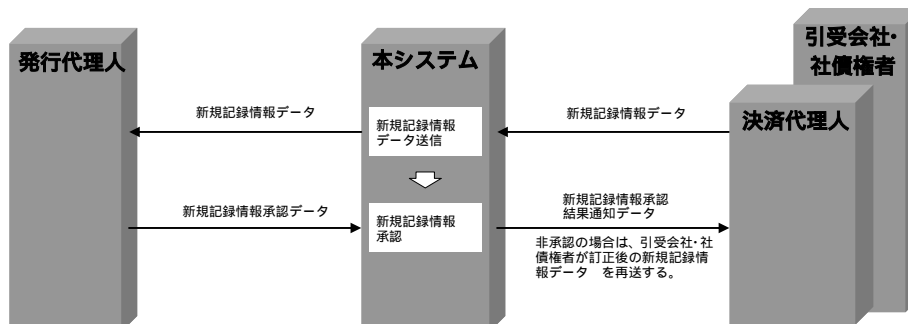 発行代理人
本システム
引受会社・
社債権者
決済代理人
新規記録情報データ
新規記録情報
データ送信
新規記録情報データ
新規記録情報承認データ
新規記録情報
承認
新規記録情報承認
結果通知データ
非承認の場合は、引受会社・社
債権者が訂正後の新規記録情
報データ　を再送する。